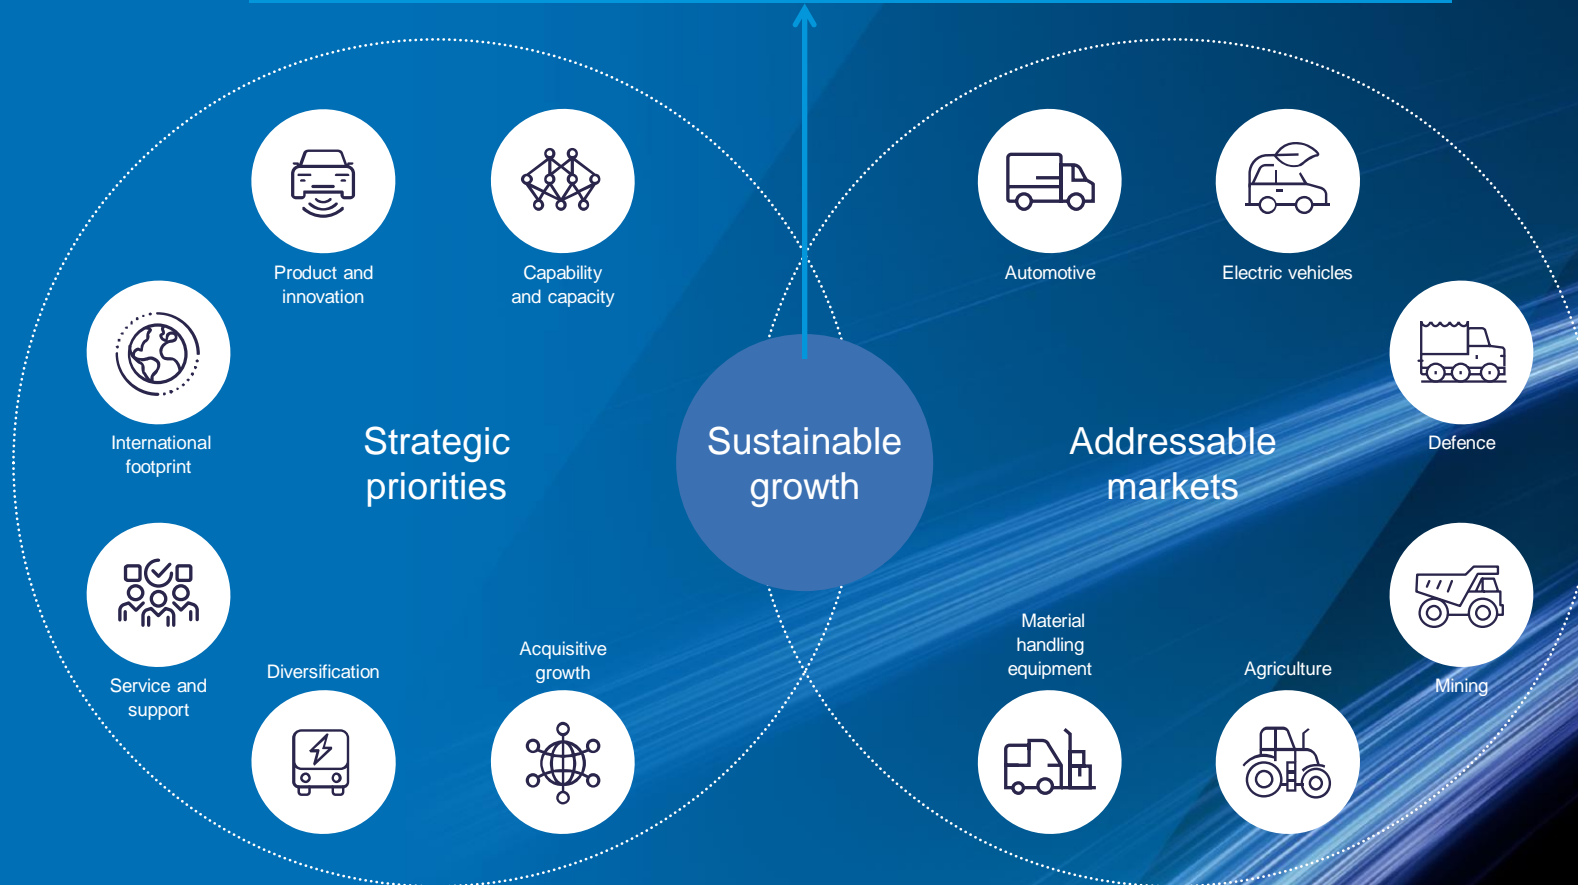 Product and
innovation
Capability
and capacity
International
footprint
Strategic
priorities
Service and
support
Diversification
Acquisitive
growth
Sustainable
growth
Automotive
Electric vehicles
Defence
Addressable
markets
Material
handling
equipment
Agriculture
Mining